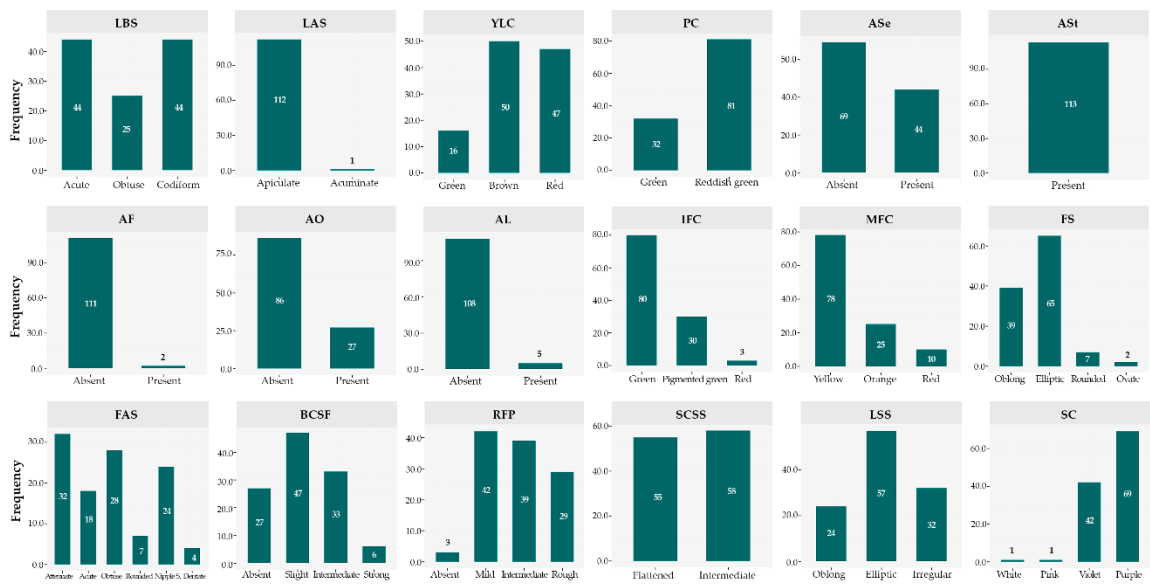 LBS LAS YLC PC ASe ASt
Frequency
40.0 30.0 20.0 10.0 0.0
44 25 44
Acute Obtuse Codiform
90.0 60.0 30.0 0.0
112 1
Apiculate Acuminate
50.0 40.0 30.0 20.0 10.0 0.0
16 50 47
Green Brown Red
80.0 60.0 40.0 20.0 0.0
32 81
Green Reddish green
60.0 40.0 20.0 0.0
69 44
Absent Present
90.0 60.0 30.0 0.0
113
Present
AF AO AL IFC MFC FS
Frequency
90.0 60.0 30.0 0.0
111 2
Absent Present
75.0 50.0 25.0 0.0
86 27
Absent Present
90.0 60.0 30.0 0.0
108 5
Absent Present
80.0 60.0 40.0 20.0 0.0
80 30 3
Green Pigmented green Red
80.0 60.0 40.0 20.0 0.0
78 25 10
Yellow Orange Red
60.0 40.0 20.0 0.0
39 65 7 2
Oblong Elliptic Rounded Ovate
FAS BCSF RFP SCSS LSS SC
Frequency
30.0 20.0 10.0 0.0
32 18 28 7 24 4
Attenuate Acute Obtuse Rounded Nipple S. Dentate
40.0 30.0 20.0 10.0 0.0
27 47 33 6
Absent Slight Intermediate Strong
40.0 30.0 20.0 10.0 0.0
3 42 39 29
Absent Mild Intermediate Rough
60.0 40.0 20.0 0.0
55 58
Flattened Intermediate
40.0 20.0 0.0
24 57 32
Oblong Elliptic Irregular
60.0 40.0 20.0 0.0
1 1 42 69
White Pink Violet Purple